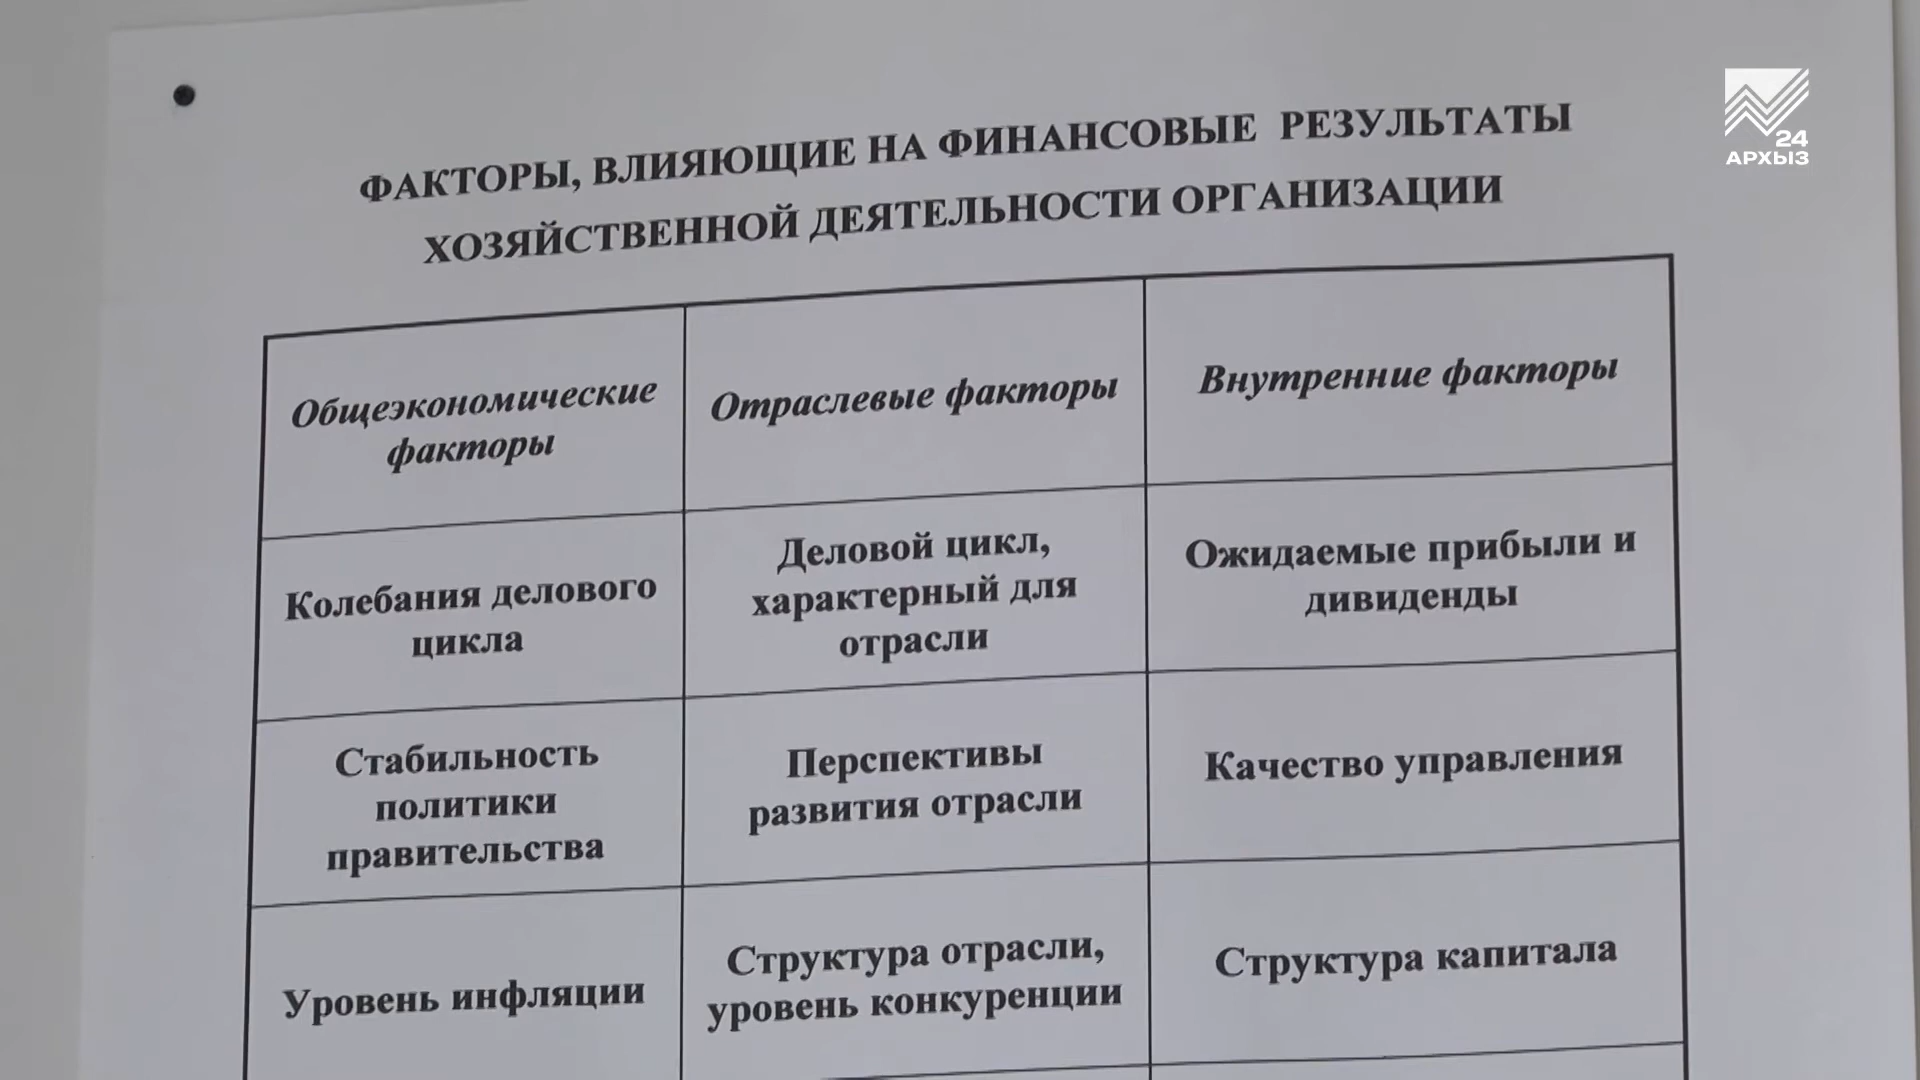 24
АРХЫЗ
ФАКТОРЫ, ВЛИЯЮЩИЕ НА ФИНАНСОВЫЕ РЕЗУЛЬТАТЫ
ХОЗЯЙСТВЕННОЙ ДЕЯТЕЛЬНОСТИ ОРГАНИЗАЦИИ
Общеэкономические
факторы
Отраслевые факторы
Внутренние факторы
Колебания делового
цикла
Деловой цикл,
характерный для
отрасли
Ожидаемые прибыли и
дивиденды
Стабильность
политики
правительства
Перспективы
развития отрасли
Качество управления
Уровень инфляции
Структура отрасли,
уровень конкуренции
Структура капитала